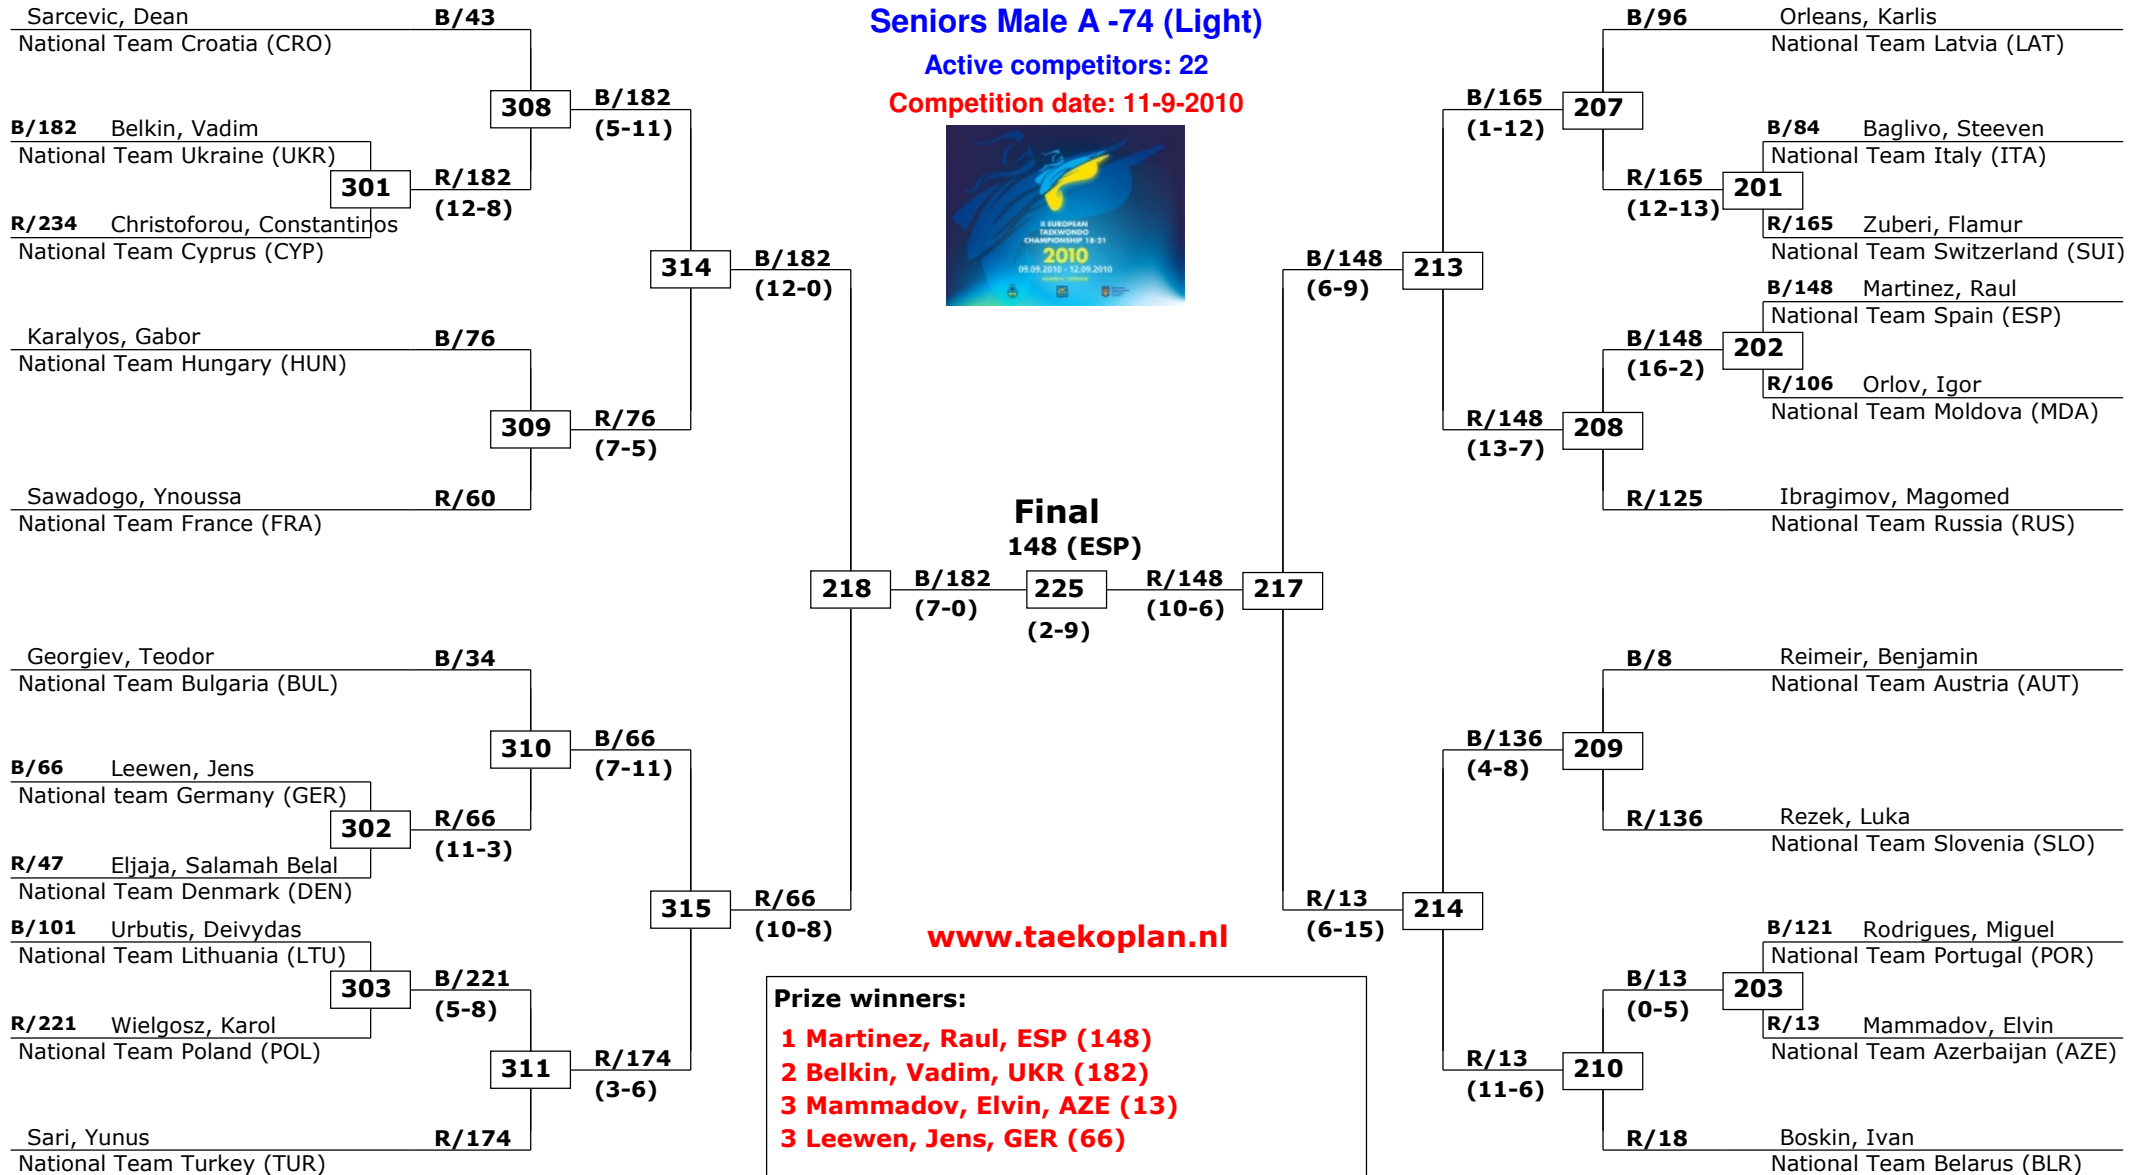 Seniors Male A -74 (Light)
Active competitors: 22
Competition date: 11-9-2010
II EUROPEAN
TAEKWONDO
CHAMPIONSHIP 18-21
2010
09.09.2010 - 12.09.2010
Sarcevic, Dean B/43
National Team Croatia (CRO)
308
B/182
(5-11)
B/182 Belkin, Vadim
National Team Ukraine (UKR)
301
R/182
(12-8)
R/234 Christoforou, Constantinos
National Team Cyprus (CYP)
314
B/182
(12-0)
Karalyos, Gabor B/76
National Team Hungary (HUN)
309
R/76
(7-5)
Sawadogo, Ynoussa R/60
National Team France (FRA)
218
B/182
(7-0)
Georgiev, Teodor B/34
National Team Bulgaria (BUL)
310
B/66
(7-11)
B/66 Leewen, Jens
National team Germany (GER)
302
R/66
(11-3)
R/47 Eljaja, Salamah Belal
National Team Denmark (DEN)
315
R/66
(10-8)
B/101 Urbutis, Deivydas
National Team Lithuania (LTU)
303
B/221
(5-8)
R/221 Wielgosz, Karol
National Team Poland (POL)
311
R/174
(3-6)
Sari, Yunus R/174
National Team Turkey (TUR)
Final
148 (ESP)
225
(2-9)
B/96 Orleans, Karlis
National Team Latvia (LAT)
B/165
(1-12)
207
B/84 Baglivo, Steeven
National Team Italy (ITA)
R/165
(12-13)
201
R/165 Zuberi, Flamur
National Team Switzerland (SUI)
B/148
(6-9)
213
B/148 Martinez, Raul
National Team Spain (ESP)
B/148
(16-2)
202
R/106 Orlov, Igor
National Team Moldova (MDA)
R/148
(13-7)
208
R/125 Ibragimov, Magomed
National Team Russia (RUS)
R/148
(10-6)
217
B/8 Reimeir, Benjamin
National Team Austria (AUT)
B/136
(4-8)
209
R/136 Rezek, Luka
National Team Slovenia (SLO)
R/13
(6-15)
214
B/121 Rodrigues, Miguel
National Team Portugal (POR)
B/13
(0-5)
203
R/13 Mammadov, Elvin
National Team Azerbaijan (AZE)
R/13
(11-6)
210
R/18 Boskin, Ivan
National Team Belarus (BLR)
www.taekoplan.nl
Prize winners:
1 Martinez, Raul, ESP (148)
2 Belkin, Vadim, UKR (182)
3 Mammadov, Elvin, AZE (13)
3 Leewen, Jens, GER (66)